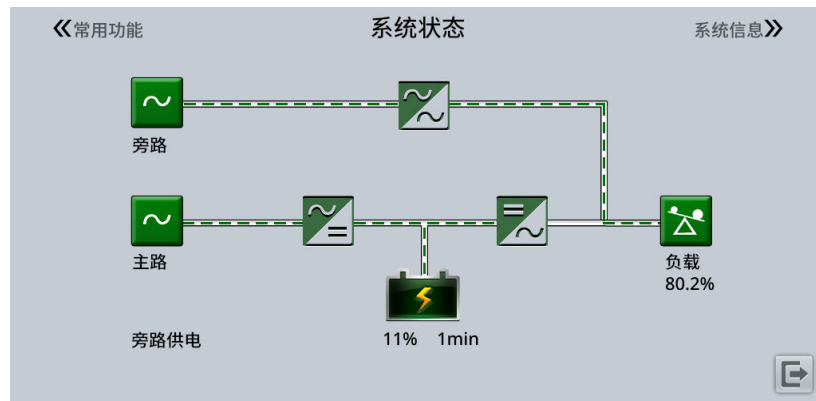 常用功能
系统状态
系统信息
旁路
主路
负载
80.2%
旁路供电
11% 1min